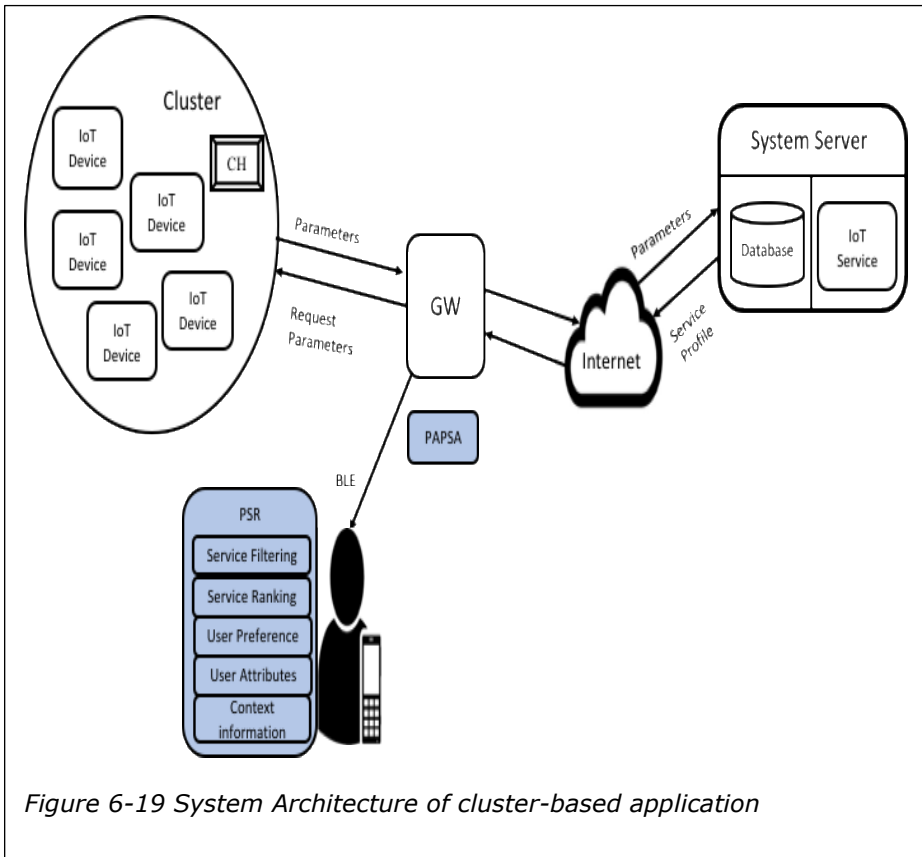 Cluster
IoT
Device
CH
IoT
Device
IoT
Device
IoT
Device
IoT
Device
Parameters
Request
Parameters
GW
PAPSA
BLE
Internet
Parameters
Service
Profile
System Server
Database
IoT
Service
PSR
Service Filtering
Service Ranking
User Preference
User Attributes
Context
information
Figure 6-19 System Architecture of cluster-based application